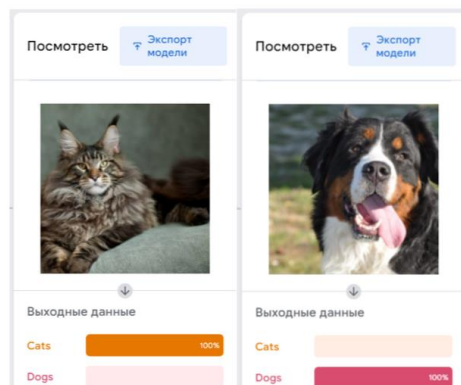 Посмотреть
Экспорт
модели
Выходные данные
Cats 100%
Dogs
Посмотреть
Экспорт
модели
Выходные данные
Cats
Dogs 100%